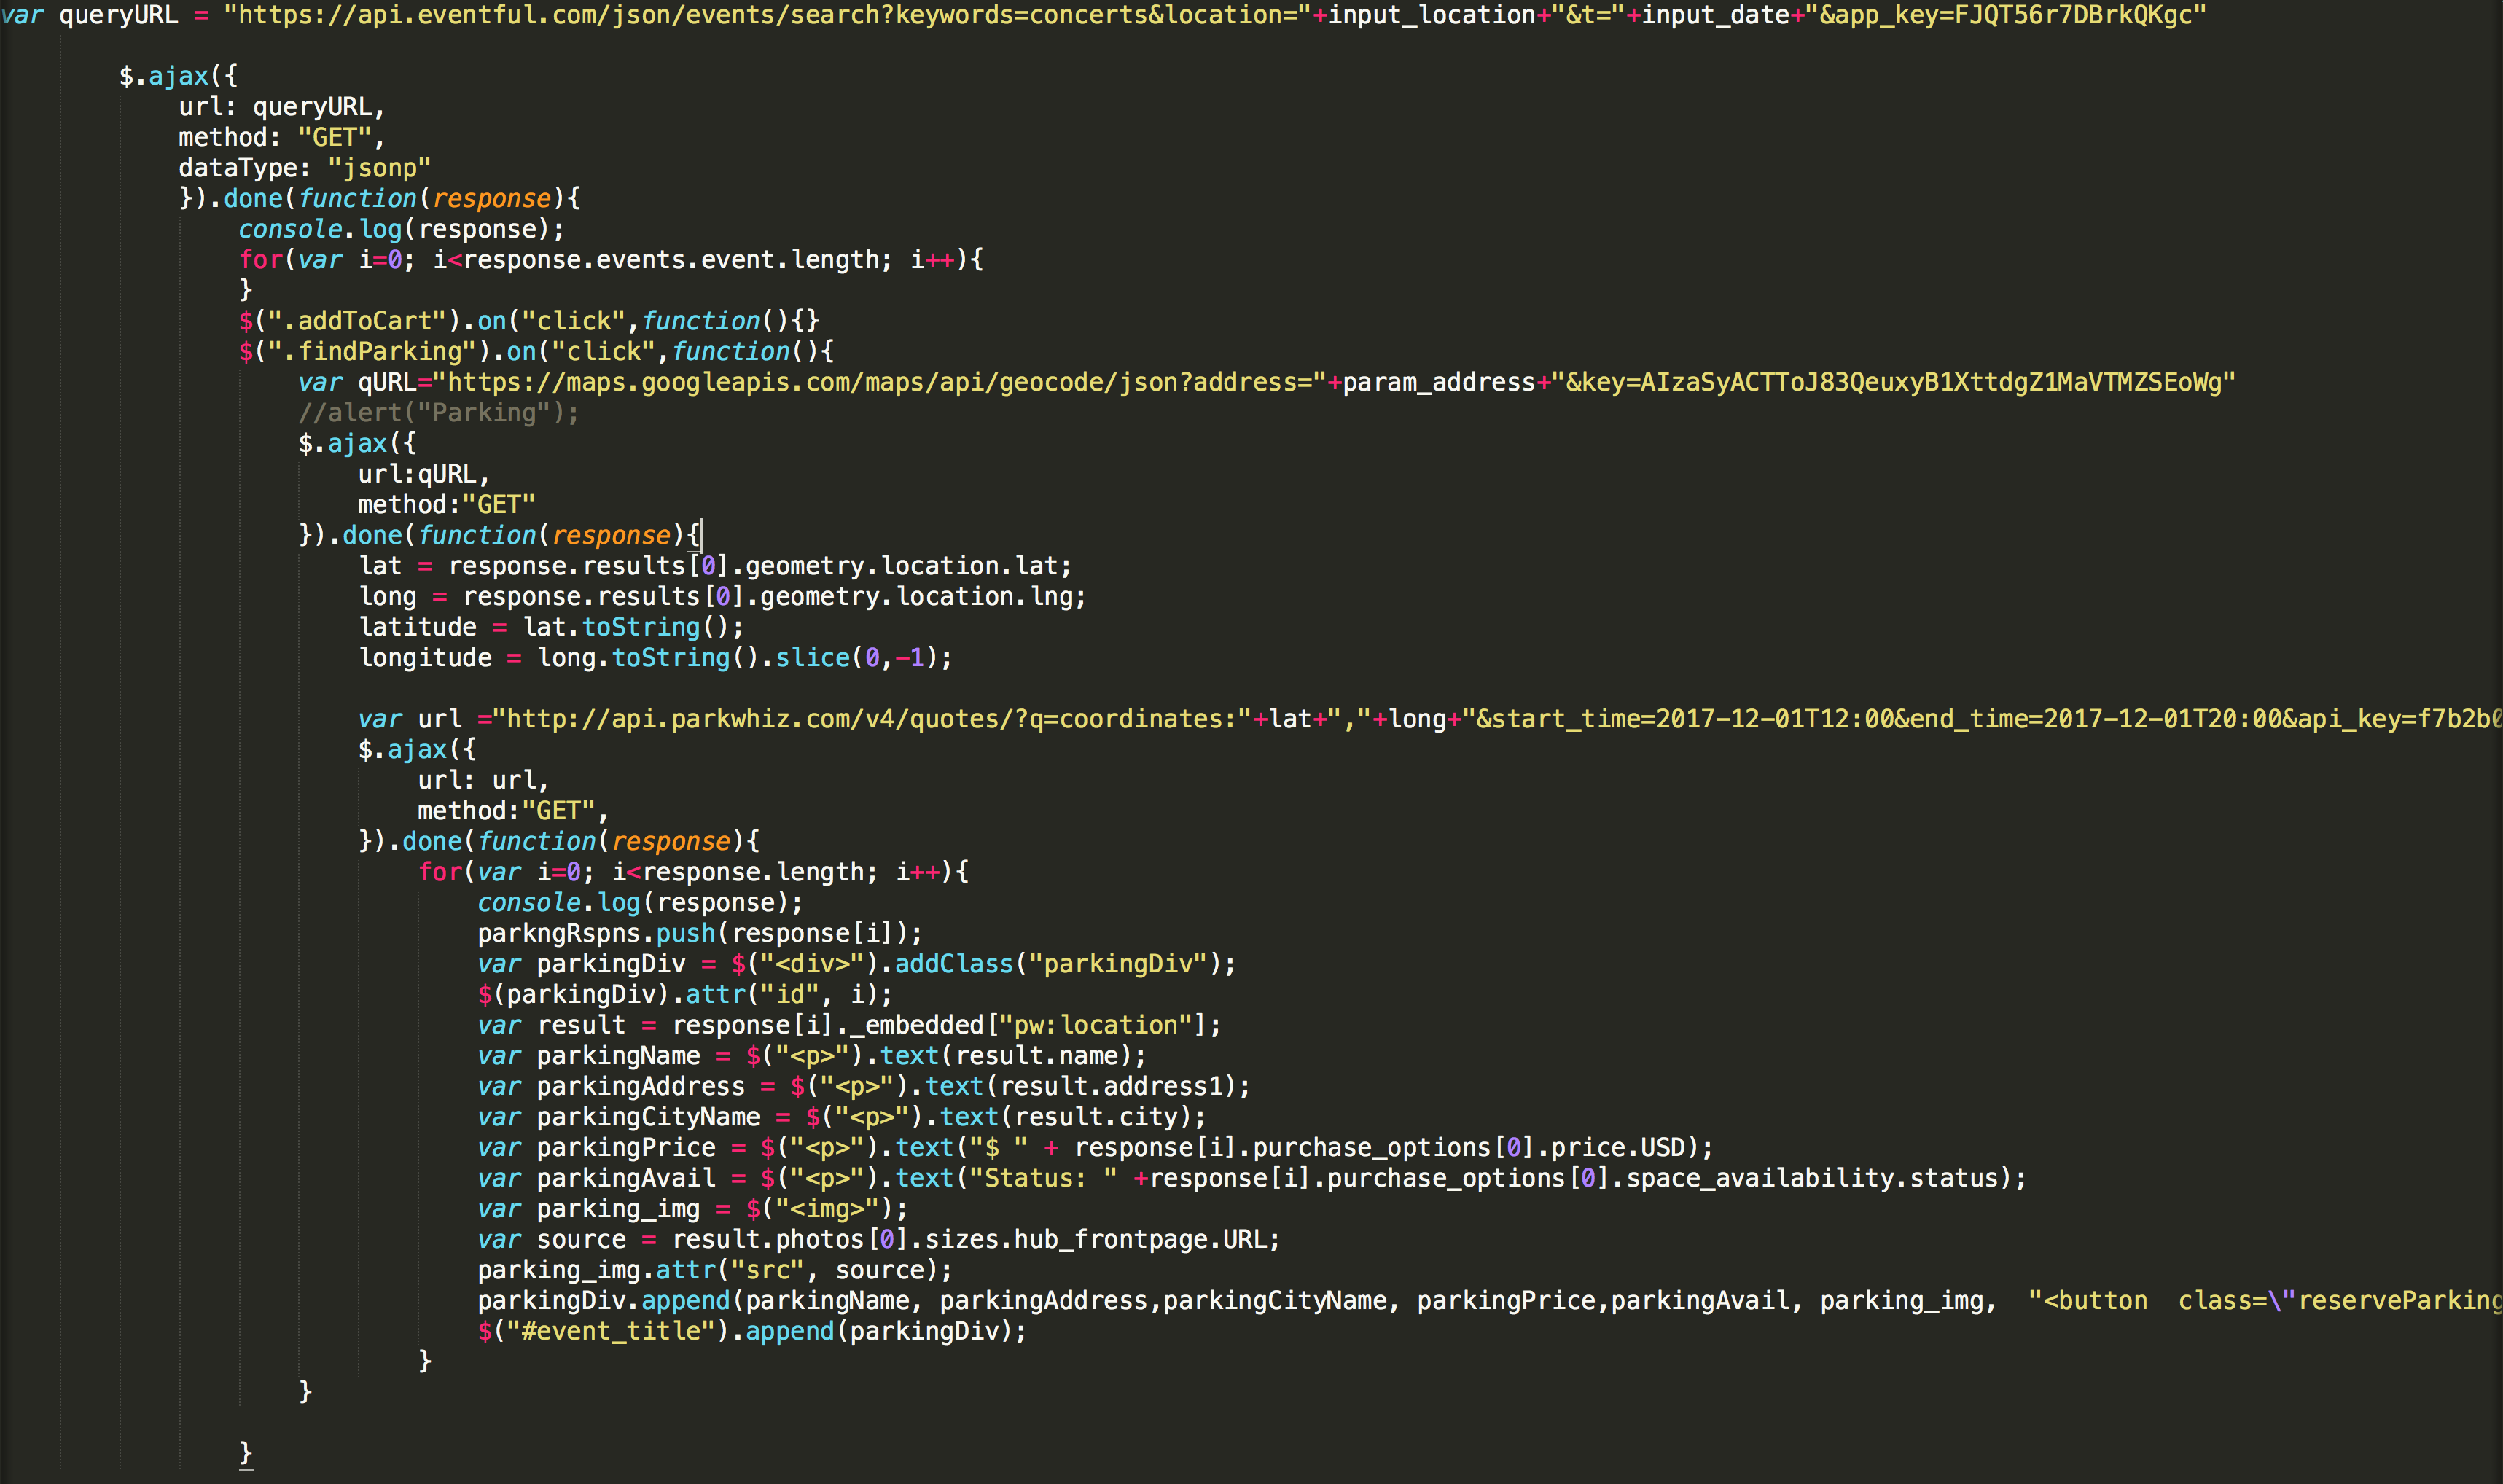 var queryURL = "https://api.eventful.com/json/events/search?keywords=concerts&location="+input_location+"&t="+input_date+"&app_key=FJQT56r7DBrkQKgc"
$.ajax({
url: queryURL,
method: "GET",
dataType: "jsonp"
}).done(function(response){
console.log(response);
for(var i=0; i<response.events.event.length; i++){
}
$(".addToCart").on("click",function(){}
$(".findParking").on("click",function(){
var qURL="https://maps.googleapis.com/maps/api/geocode/json?address="+param_address+"&key=AIzaSyACTToJ83QeuxyB1XttdgZ1MaVTMZSEoWg"
//alert("Parking");
$.ajax({
url:qURL,
method:"GET"
}).done(function(response){
lat = response.results[0].geometry.location.lat;
long = response.results[0].geometry.location.lng;
latitude = lat.toString();
longitude = long.toString().slice(0,-1);
var url ="http://api.parkwhiz.com/v4/quotes/?q=coordinates:"+lat+","+long+"&start_time=2017-12-01T12:00&end_time=2017-12-01T20:00&api_key=f7b2b0
$.ajax({
url: url,
method:"GET",
}).done(function(response){
for(var i=0; i<response.length; i++){
console.log(response);
parkngRspns.push(response[i]);
var parkingDiv = $("<div>").addClass("parkingDiv");
$(parkingDiv).attr("id", i);
var result = response[i]._embedded["pw:location"];
var parkingName = $("<p>").text(result.name);
var parkingAddress = $("<p>").text(result.address1);
var parkingCityName = $("<p>").text(result.city);
var parkingPrice = $("<p>").text("$ " + response[i].purchase_options[0].price.USD);
var parkingAvail = $("<p>").text("Status: " +response[i].purchase_options[0].space_availability.status);
var parking_img = $("<img>");
var source = result.photos[0].sizes.hub_frontpage.URL;
parking_img.attr("src", source);
parkingDiv.append(parkingName, parkingAddress,parkingCityName, parkingPrice,parkingAvail, parking_img,  "<button  class=\"reserveParking
$("#event_title").append(parkingDiv);
}
}
}